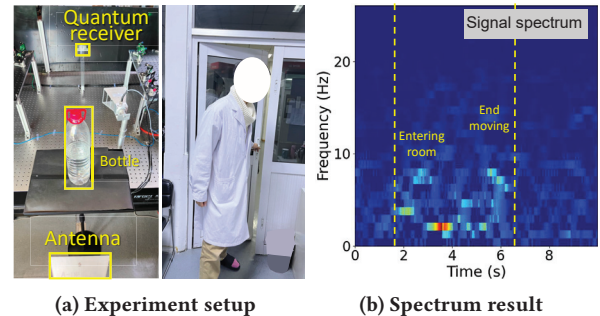 Quantum
receiver
Bottle
Antenna
(a) Experiment setup
Signal spectrum
Frequency (Hz)
20
10
0
Entering
room
End
moving
0 2 4 6 8
Time (s)
(b) Spectrum result